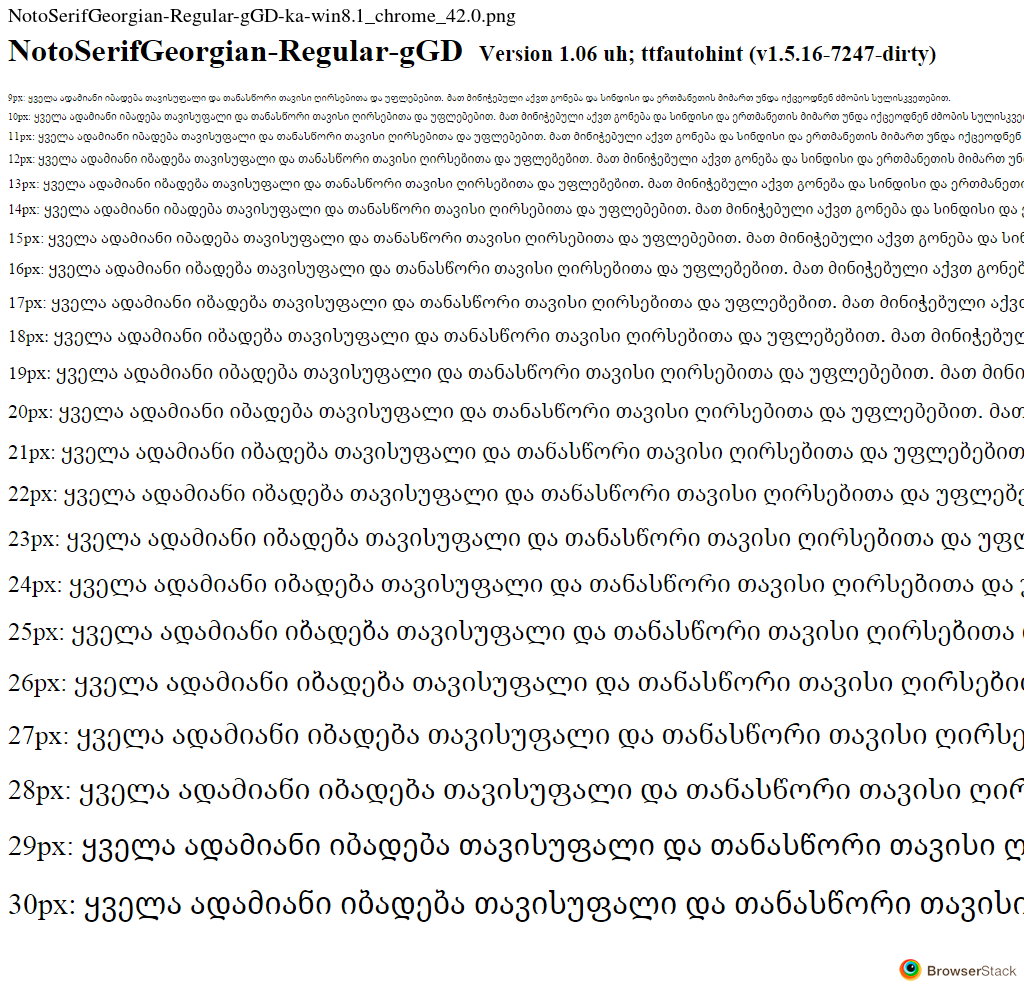 NotoSerifGeorgian-Regular-gGD-ka-win8.1_chrome_42.0.png
NotoSerifGeorgian-Regular-gGD Version 1.06 uh; ttfautohint (v1.5.16-7247-dirty)
9px: ყველა ადამიანი იბადება თავისუფალი და თანასწორი თავისი ღირსებითა და უფლებებით. მათ მინიჭებული აქვთ გონება და სინდისი და ერთმანეთის მიმართ უნდა იქცეოდნენ ძმობის სულისკვეთებით.
10px: ყველა ადამიანი იბადება თავისუფალი და თანასწორი თავისი ღირსებითა და უფლებებით. მათ მინიჭებული აქვთ გონება და სინდისი და ერთმანეთის მიმართ უნდა იქცეოდნენ ძმობის სულისკვე
11px: ყველა ადამიანი იბადება თავისუფალი და თანასწორი თავისი ღირსებითა და უფლებებით. მათ მინიჭებული აქვთ გონება და სინდისი და ერთმანეთის მიმართ უნდა იქცეოდნენ
12px: ყველა ადამიანი იბადება თავისუფალი და თანასწორი თავისი ღირსებითა და უფლებებით. მათ მინიჭებული აქვთ გონება და სინდისი და ერთმანეთის მიმართ უნ
13px: ყველა ადამიანი იბადება თავისუფალი და თანასწორი თავისი ღირსებითა და უფლებებით. მათ მინიჭებული აქვთ გონება და სინდისი და ერთმანეთი
14px: ყველა ადამიანი იბადება თავისუფალი და თანასწორი თავისი ღირსებითა და უფლებებით. მათ მინიჭებული აქვთ გონება და სინდისი და
15px: ყველა ადამიანი იბადება თავისუფალი და თანასწორი თავისი ღირსებითა და უფლებებით. მათ მინიჭებული აქვთ გონება და სინ
16px: ყველა ადამიანი იბადება თავისუფალი და თანასწორი თავისი ღირსებითა და უფლებებით. მათ მინიჭებული აქვთ გონებ
17px: ყველა ადამიანი იბადება თავისუფალი და თანასწორი თავისი ღირსებითა და უფლებებით. მათ მინიჭებული აქვთ
18px: ყველა ადამიანი იბადება თავისუფალი და თანასწორი თავისი ღირსებითა და უფლებებით. მათ მინიჭებულ
19px: ყველა ადამიანი იბადება თავისუფალი და თანასწორი თავისი ღირსებითა და უფლებებით. მათ მინი
20px: ყველა ადამიანი იბადება თავისუფალი და თანასწორი თავისი ღირსებითა და უფლებებით. მათ
21px: ყველა ადამიანი იბადება თავისუფალი და თანასწორი თავისი ღირსებითა და უფლებებით
22px: ყველა ადამიანი იბადება თავისუფალი და თანასწორი თავისი ღირსებითა და უფლებე
23px: ყველა ადამიანი იბადება თავისუფალი და თანასწორი თავისი ღირსებითა და უფლ
24px: ყველა ადამიანი იბადება თავისუფალი და თანასწორი თავისი ღირსებითა და
25px: ყველა ადამიანი იბადება თავისუფალი და თანასწორი თავისი ღირსებითა
26px: ყველა ადამიანი იბადება თავისუფალი და თანასწორი თავისი ღირსებით
27px: ყველა ადამიანი იბადება თავისუფალი და თანასწორი თავისი ღირსე
28px: ყველა ადამიანი იბადება თავისუფალი და თანასწორი თავისი ღირ
29px: ყველა ადამიანი იბადება თავისუფალი და თანასწორი თავისი ღ
30px: ყველა ადამიანი იბადება თავისუფალი და თანასწორი თავისი
BrowserStack